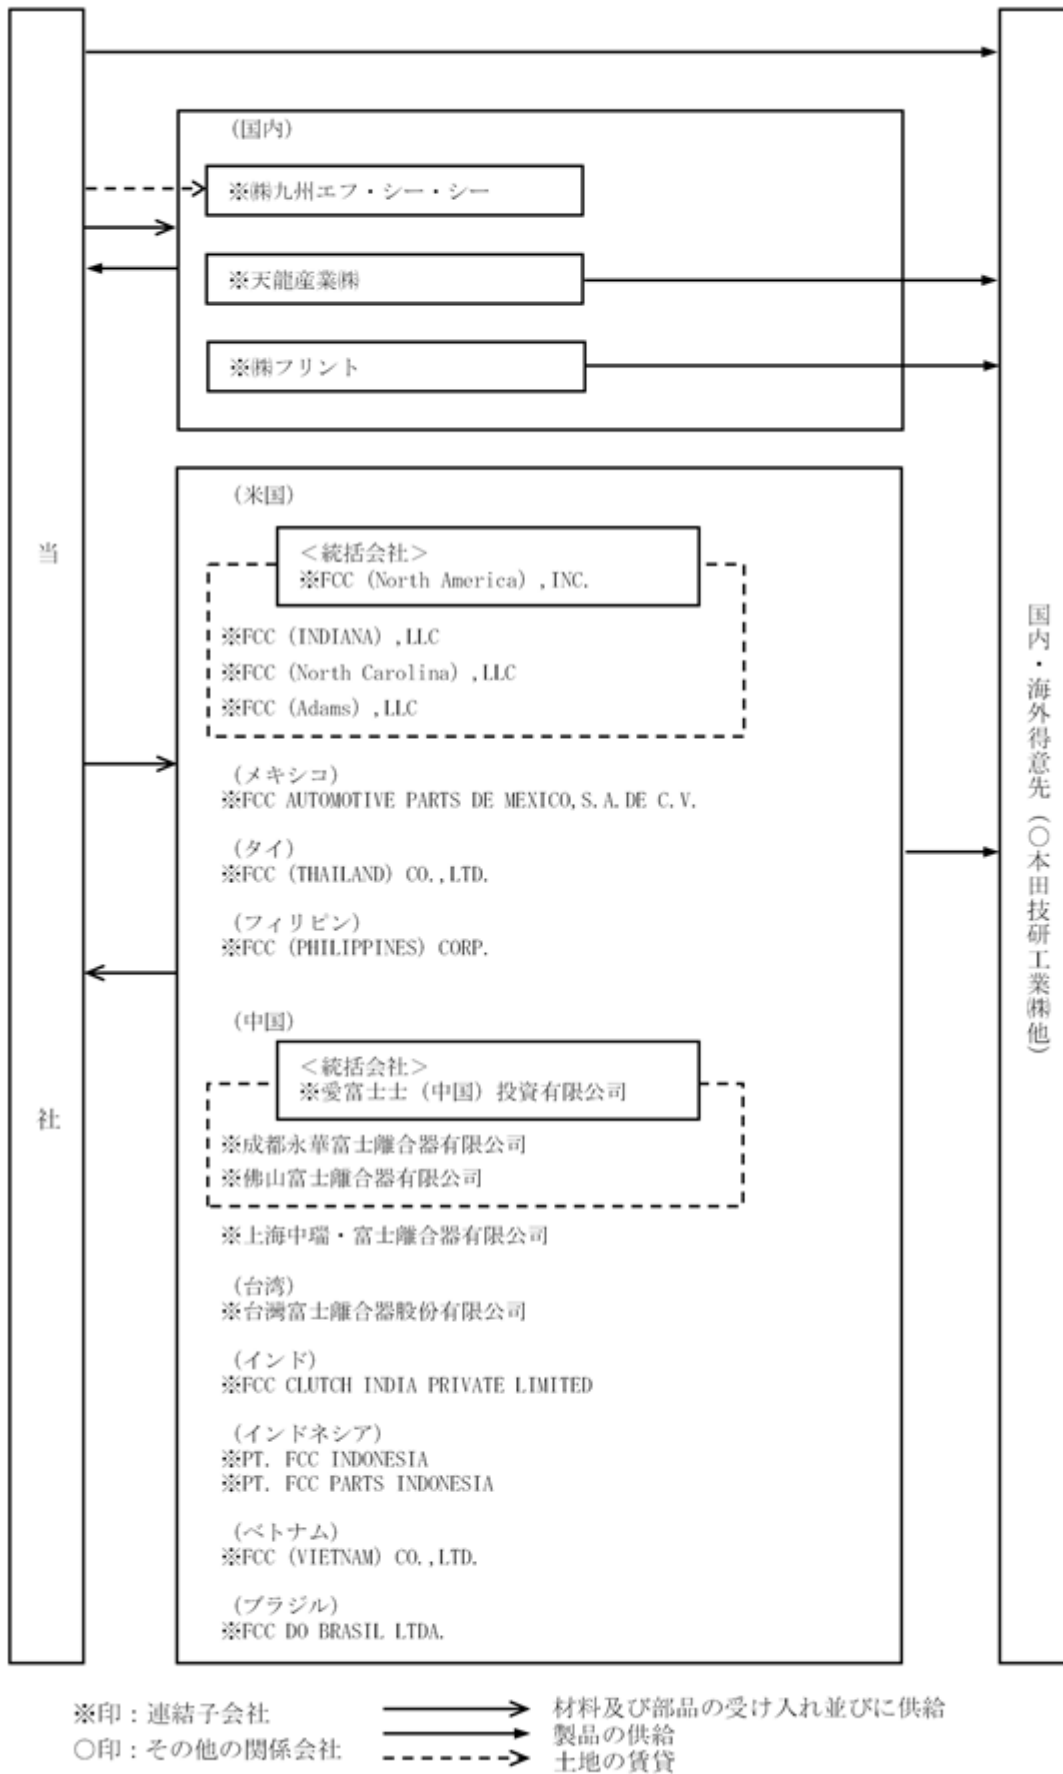 (国内)
※㈱九州エフ・シー・シー
※天龍産業㈱
※㈱フリント
(米国)
＜統括会社＞
※FCC (North America) ,INC.
※FCC (INDIANA) ,LLC
※FCC (North Carolina) ,LLC
※FCC (Adams) ,LLC
(メキシコ)
※FCC AUTOMOTIVE PARTS DE MEXICO,S.A.DE C.V.
(タイ)
※FCC (THAILAND) CO.,LTD.
(フィリピン)
※FCC (PHILIPPINES) CORP.
(中国)
＜統括会社＞
※愛富士士 (中国) 投資有限公司
※成都永華富士離合器有限公司
※佛山富士離合器有限公司
※上海中瑞・富士離合器有限公司
(台湾)
※台灣富士離合器股份有限公司
(インド)
※FCC CLUTCH INDIA PRIVATE LIMITED
(インドネシア)
※PT. FCC INDONESIA
※PT. FCC PARTS INDONESIA
(ベトナム)
※FCC (VIETNAM) CO.,LTD.
(ブラジル)
※FCC DO BRASIL LTDA.
当社
国内・海外得意先（○本田技研工業㈱他）
※印：連結子会社
○印：その他の関係会社
材料及び部品の受け入れ並びに供給
製品の供給
土地の賃貸